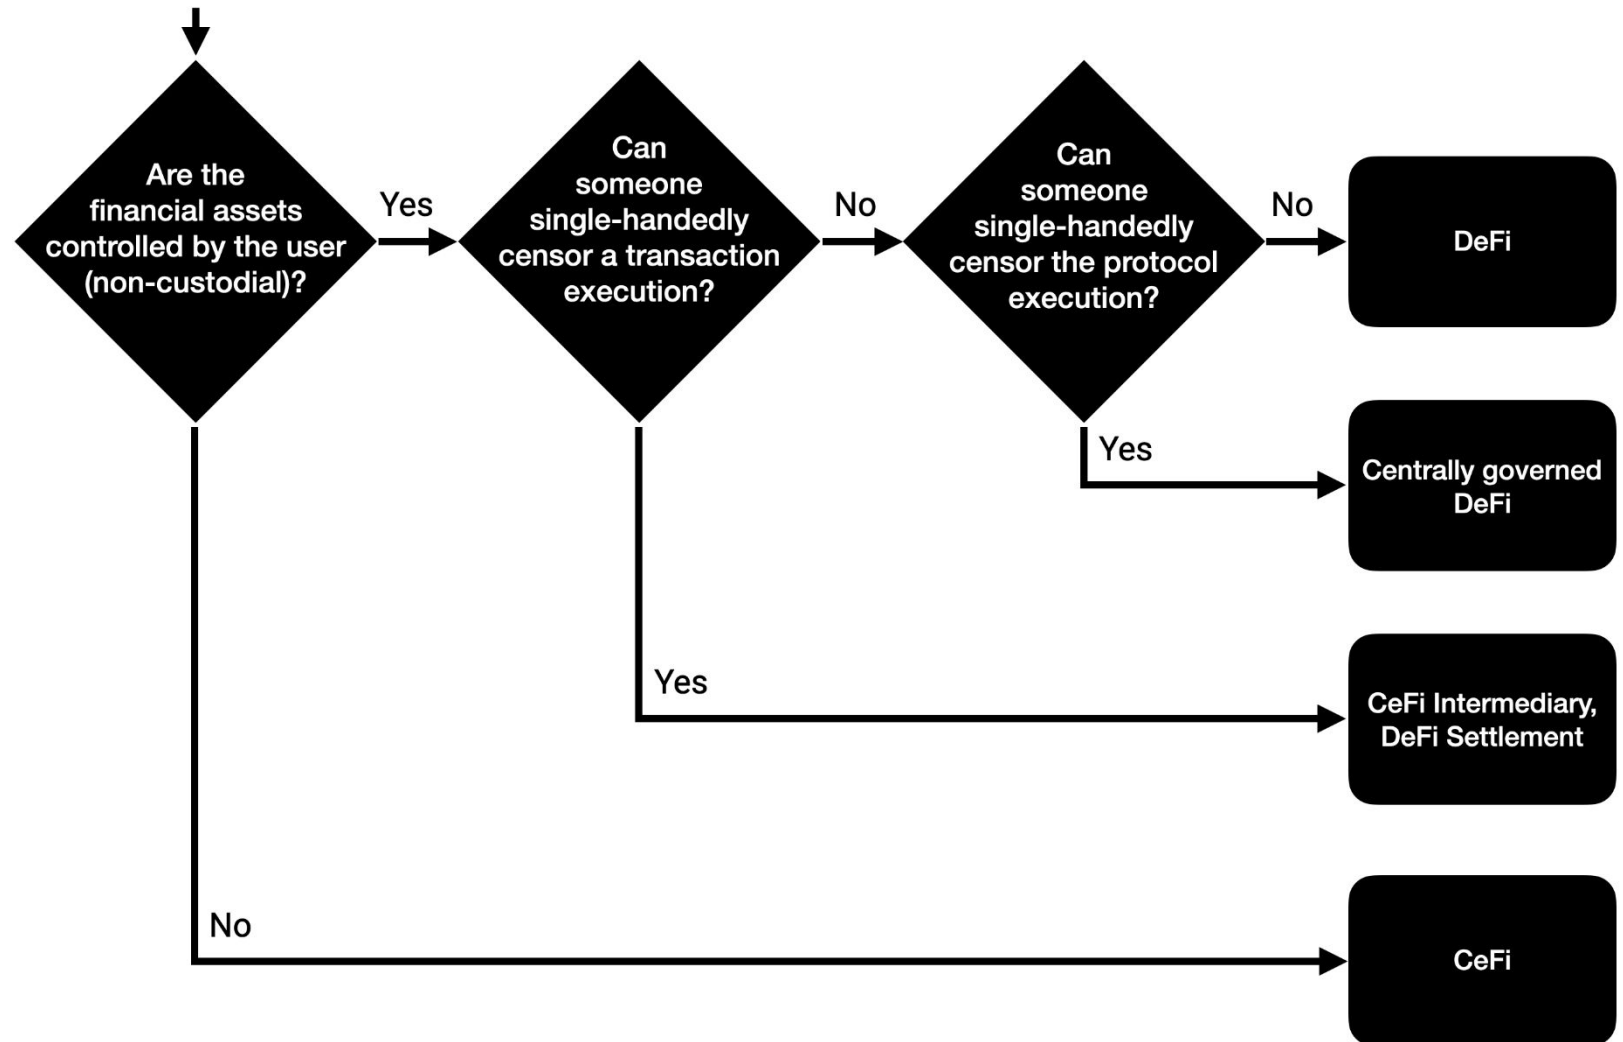 Are the
financial assets
controlled by the user
(non-custodial)?
Yes
Can
someone
single-handedly
censor a transaction
execution?
No
Can
someone
single-handedly
censor the protocol
execution?
No
DeFi
Yes
Centrally governed
DeFi
Yes
CeFi Intermediary,
DeFi Settlement
No
CeFi